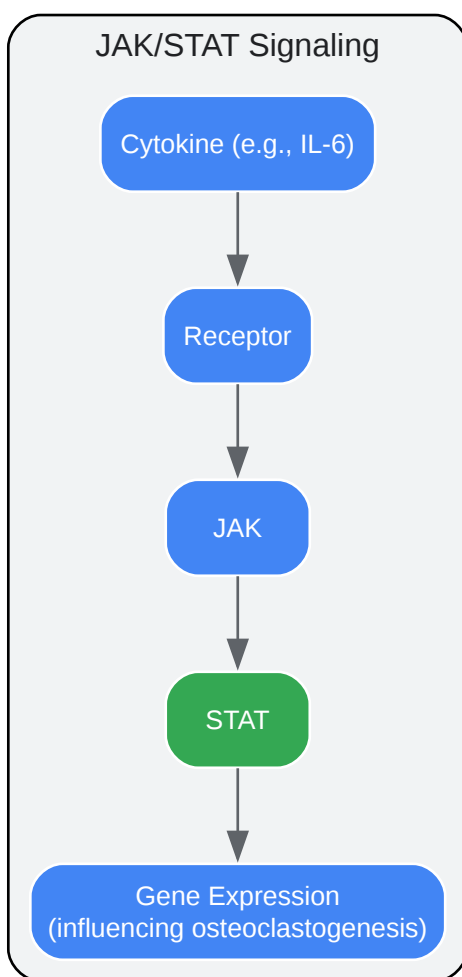 JAK/STAT Signaling
Cytokine (e.g., IL-6)
Receptor
JAK
STAT
Gene Expression
(influencing osteoclastogenesis)